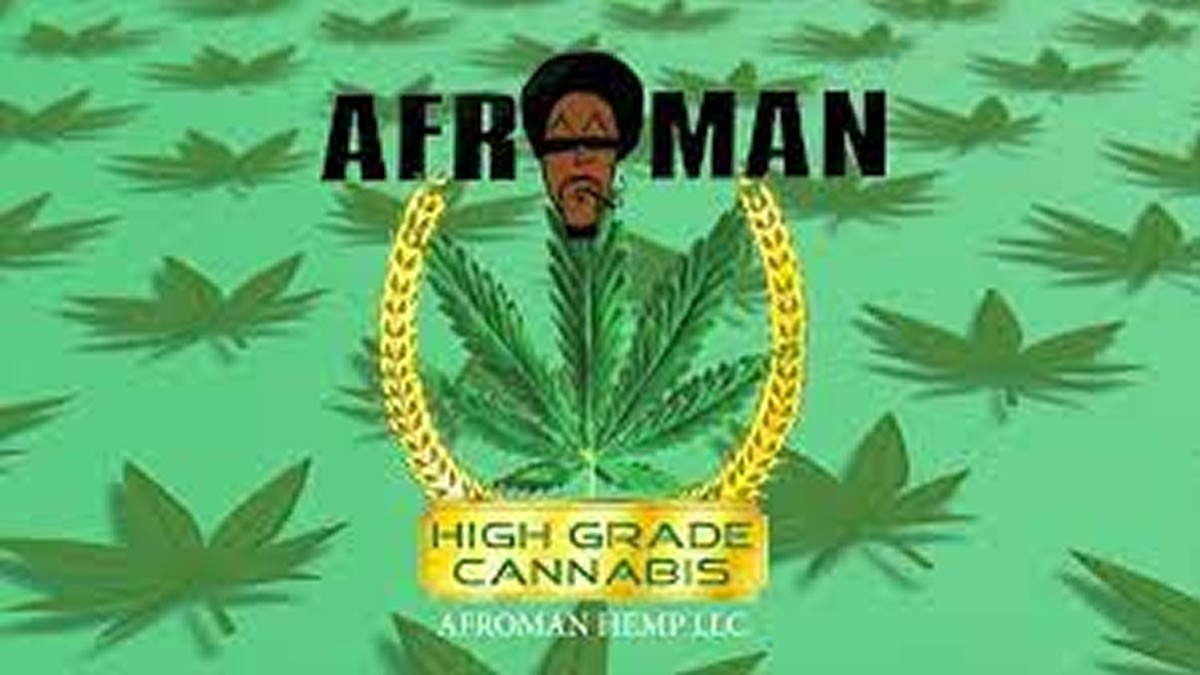 AFROMAN
HIGH GRADE
CANNABIS
AFROMAN HEMP LLC